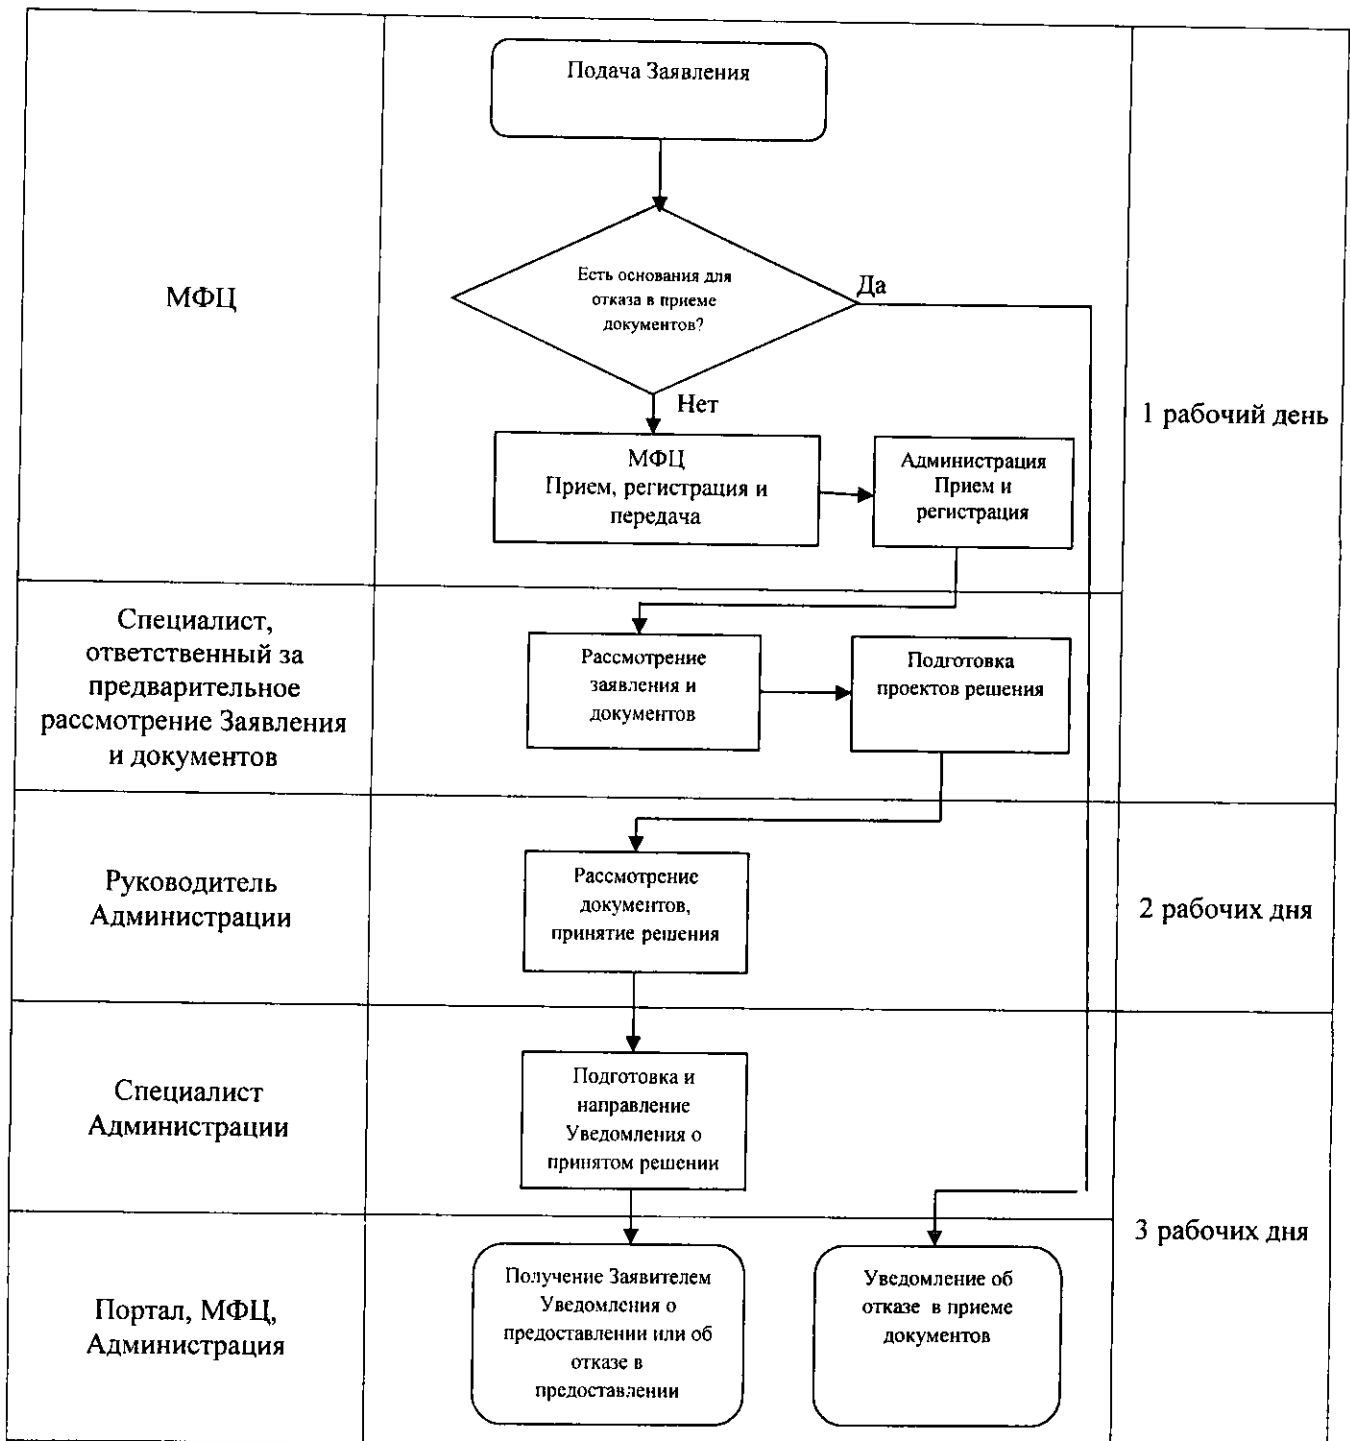 Подача Заявления
МФЦ
Есть основания для
отказа в приеме
документов?
Да
Нет
1 рабочий день
МФЦ
Прием, регистрация и
передача
Администрация
Прием и
регистрация
Специалист,
ответственный за
предварительное
рассмотрение Заявления
и документов
Рассмотрение
заявления и
документов
Подготовка
проектов решения
Руководитель
Администрации
Рассмотрение
документов,
принятие решения
2 рабочих дня
Специалист
Администрации
Подготовка и
направление
Уведомления о
принятом решении
3 рабочих дня
Портал, МФЦ,
Администрация
Получение Заявителем
Уведомления о
предоставлении или об
отказе в
предоставлении
Уведомление об
отказе в приеме
документов